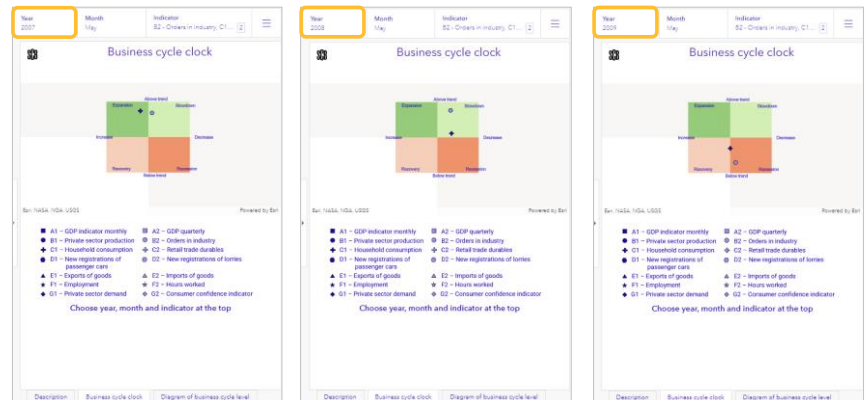 Year
2007
Month
May
Indicator
B2 - Orders in industry, C1... 2
Business cycle clock
Above trend
Expansion Slowdown
Increase Decrease
Recovery Recession
Below trend
Esri, NASA, NGA, USGS Powered by Esri
A1 – GDP indicator monthly A2 – GDP quarterly
B1 – Private sector production B2 – Orders in industry
C1 – Household consumption C2 – Retail trade durables
D1 – New registrations of passenger cars D2 – New registrations of lorries
E1 – Exports of goods E2 – Imports of goods
F1 – Employment F2 – Hours worked
G1 – Private sector demand G2 – Consumer confidence indicator
Choose year, month and indicator at the top
Description Business cycle clock Diagram of business cycle level
Year
2008
Month
May
Indicator
B2 - Orders in industry, C1... 2
Business cycle clock
Above trend
Expansion Slowdown
Increase Decrease
Recovery Recession
Below trend
Esri, NASA, NGA, USGS Powered by Esri
A1 – GDP indicator monthly A2 – GDP quarterly
B1 – Private sector production B2 – Orders in industry
C1 – Household consumption C2 – Retail trade durables
D1 – New registrations of passenger cars D2 – New registrations of lorries
E1 – Exports of goods E2 – Imports of goods
F1 – Employment F2 – Hours worked
G1 – Private sector demand G2 – Consumer confidence indicator
Choose year, month and indicator at the top
Description Business cycle clock Diagram of business cycle level
Year
2009
Month
May
Indicator
B2 - Orders in industry, C1... 2
Business cycle clock
Above trend
Expansion Slowdown
Increase Decrease
Recovery Recession
Below trend
Esri, NASA, NGA, USGS Powered by Esri
A1 – GDP indicator monthly A2 – GDP quarterly
B1 – Private sector production B2 – Orders in industry
C1 – Household consumption C2 – Retail trade durables
D1 – New registrations of passenger cars D2 – New registrations of lorries
E1 – Exports of goods E2 – Imports of goods
F1 – Employment F2 – Hours worked
G1 – Private sector demand G2 – Consumer confidence indicator
Choose year, month and indicator at the top
Description Business cycle clock Diagram of business cycle level